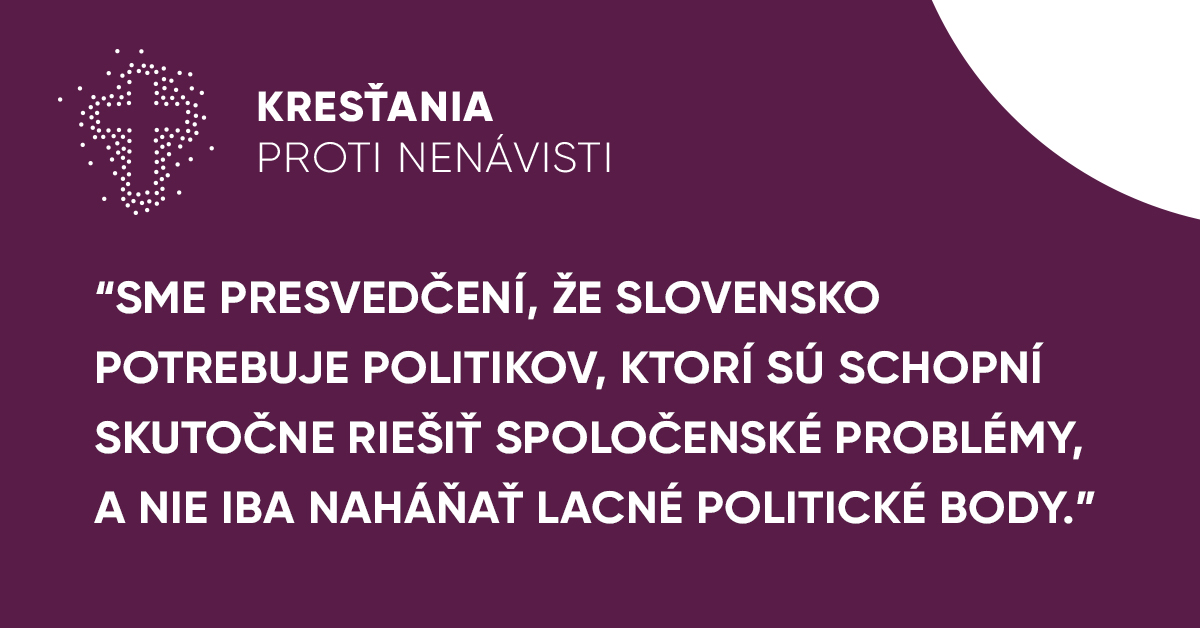 KRESŤANIA
PROTI NENÁVISTI
“SME PRESVEDČENÍ, ŽE SLOVENSKO
POTREBUJE POLITIKOV, KTORÍ SÚ SCHOPNÍ
SKUTOČNE RIEŠIŤ SPOLOČENSKÉ PROBLÉMY,
A NIE IBA NAHÁŇAŤ LACNÉ POLITICKÉ BODY.”